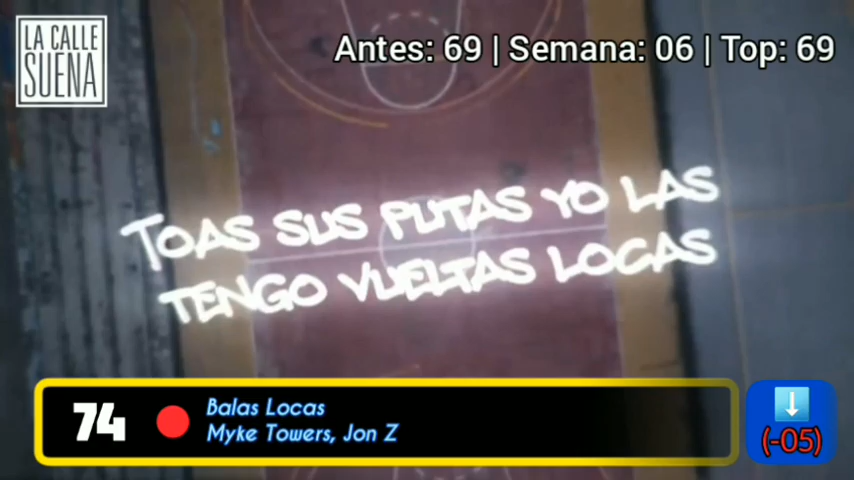 LA CALLE
SUENA
Antes: 69 | Semana: 06 | Top: 69
TOAS SUS PUTAS YO LAS
TENGO VUELTAS LOCAS
74
Balas Locas
Myke Towers, Jon Z
(-05)